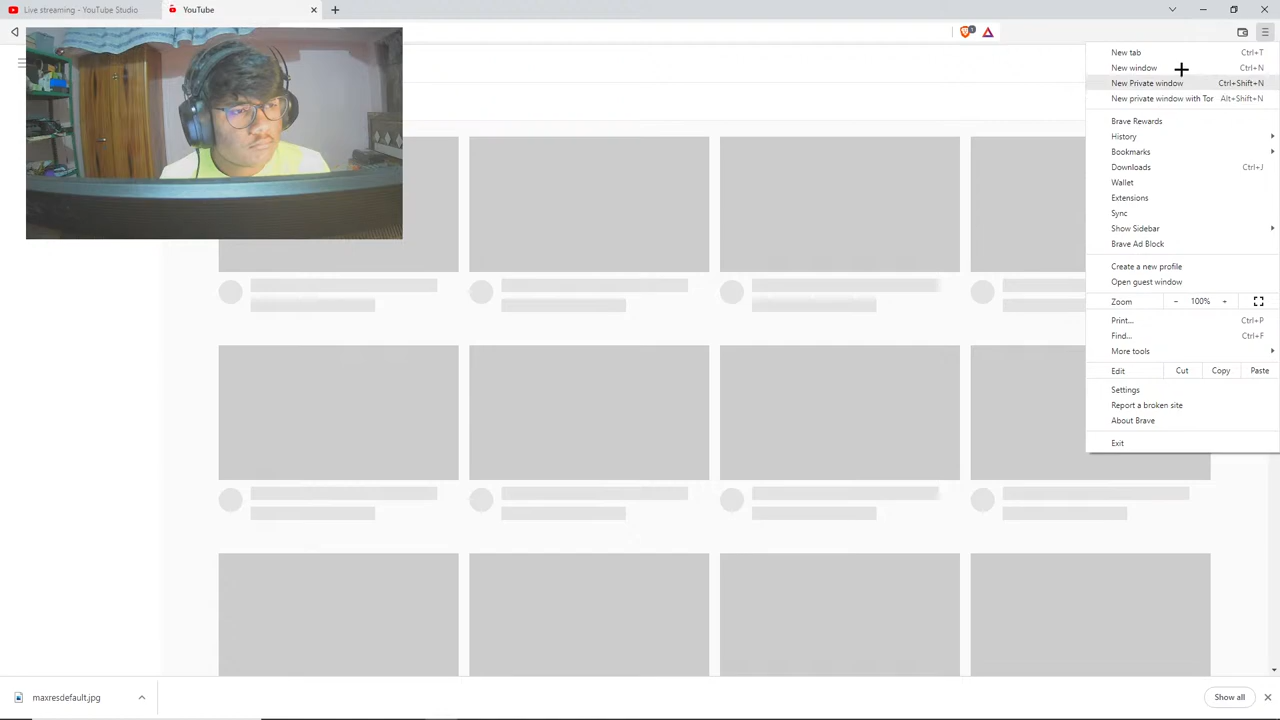 Live streaming - YouTube Studio
YouTube
1
New tab Ctrl+T
New window Ctrl+N
New Private window Ctrl+Shift+N
New private window with Tor Alt+Shift+N
Brave Rewards
History
Bookmarks
Downloads Ctrl+J
Wallet
Extensions
Sync
Show Sidebar
Brave Ad Block
Create a new profile
Open guest window
Zoom - 100% +
Print... Ctrl+P
Find... Ctrl+F
More tools
Edit Cut Copy Paste
Settings
Report a broken site
About Brave
Exit
maxresdefault.jpg
Show all